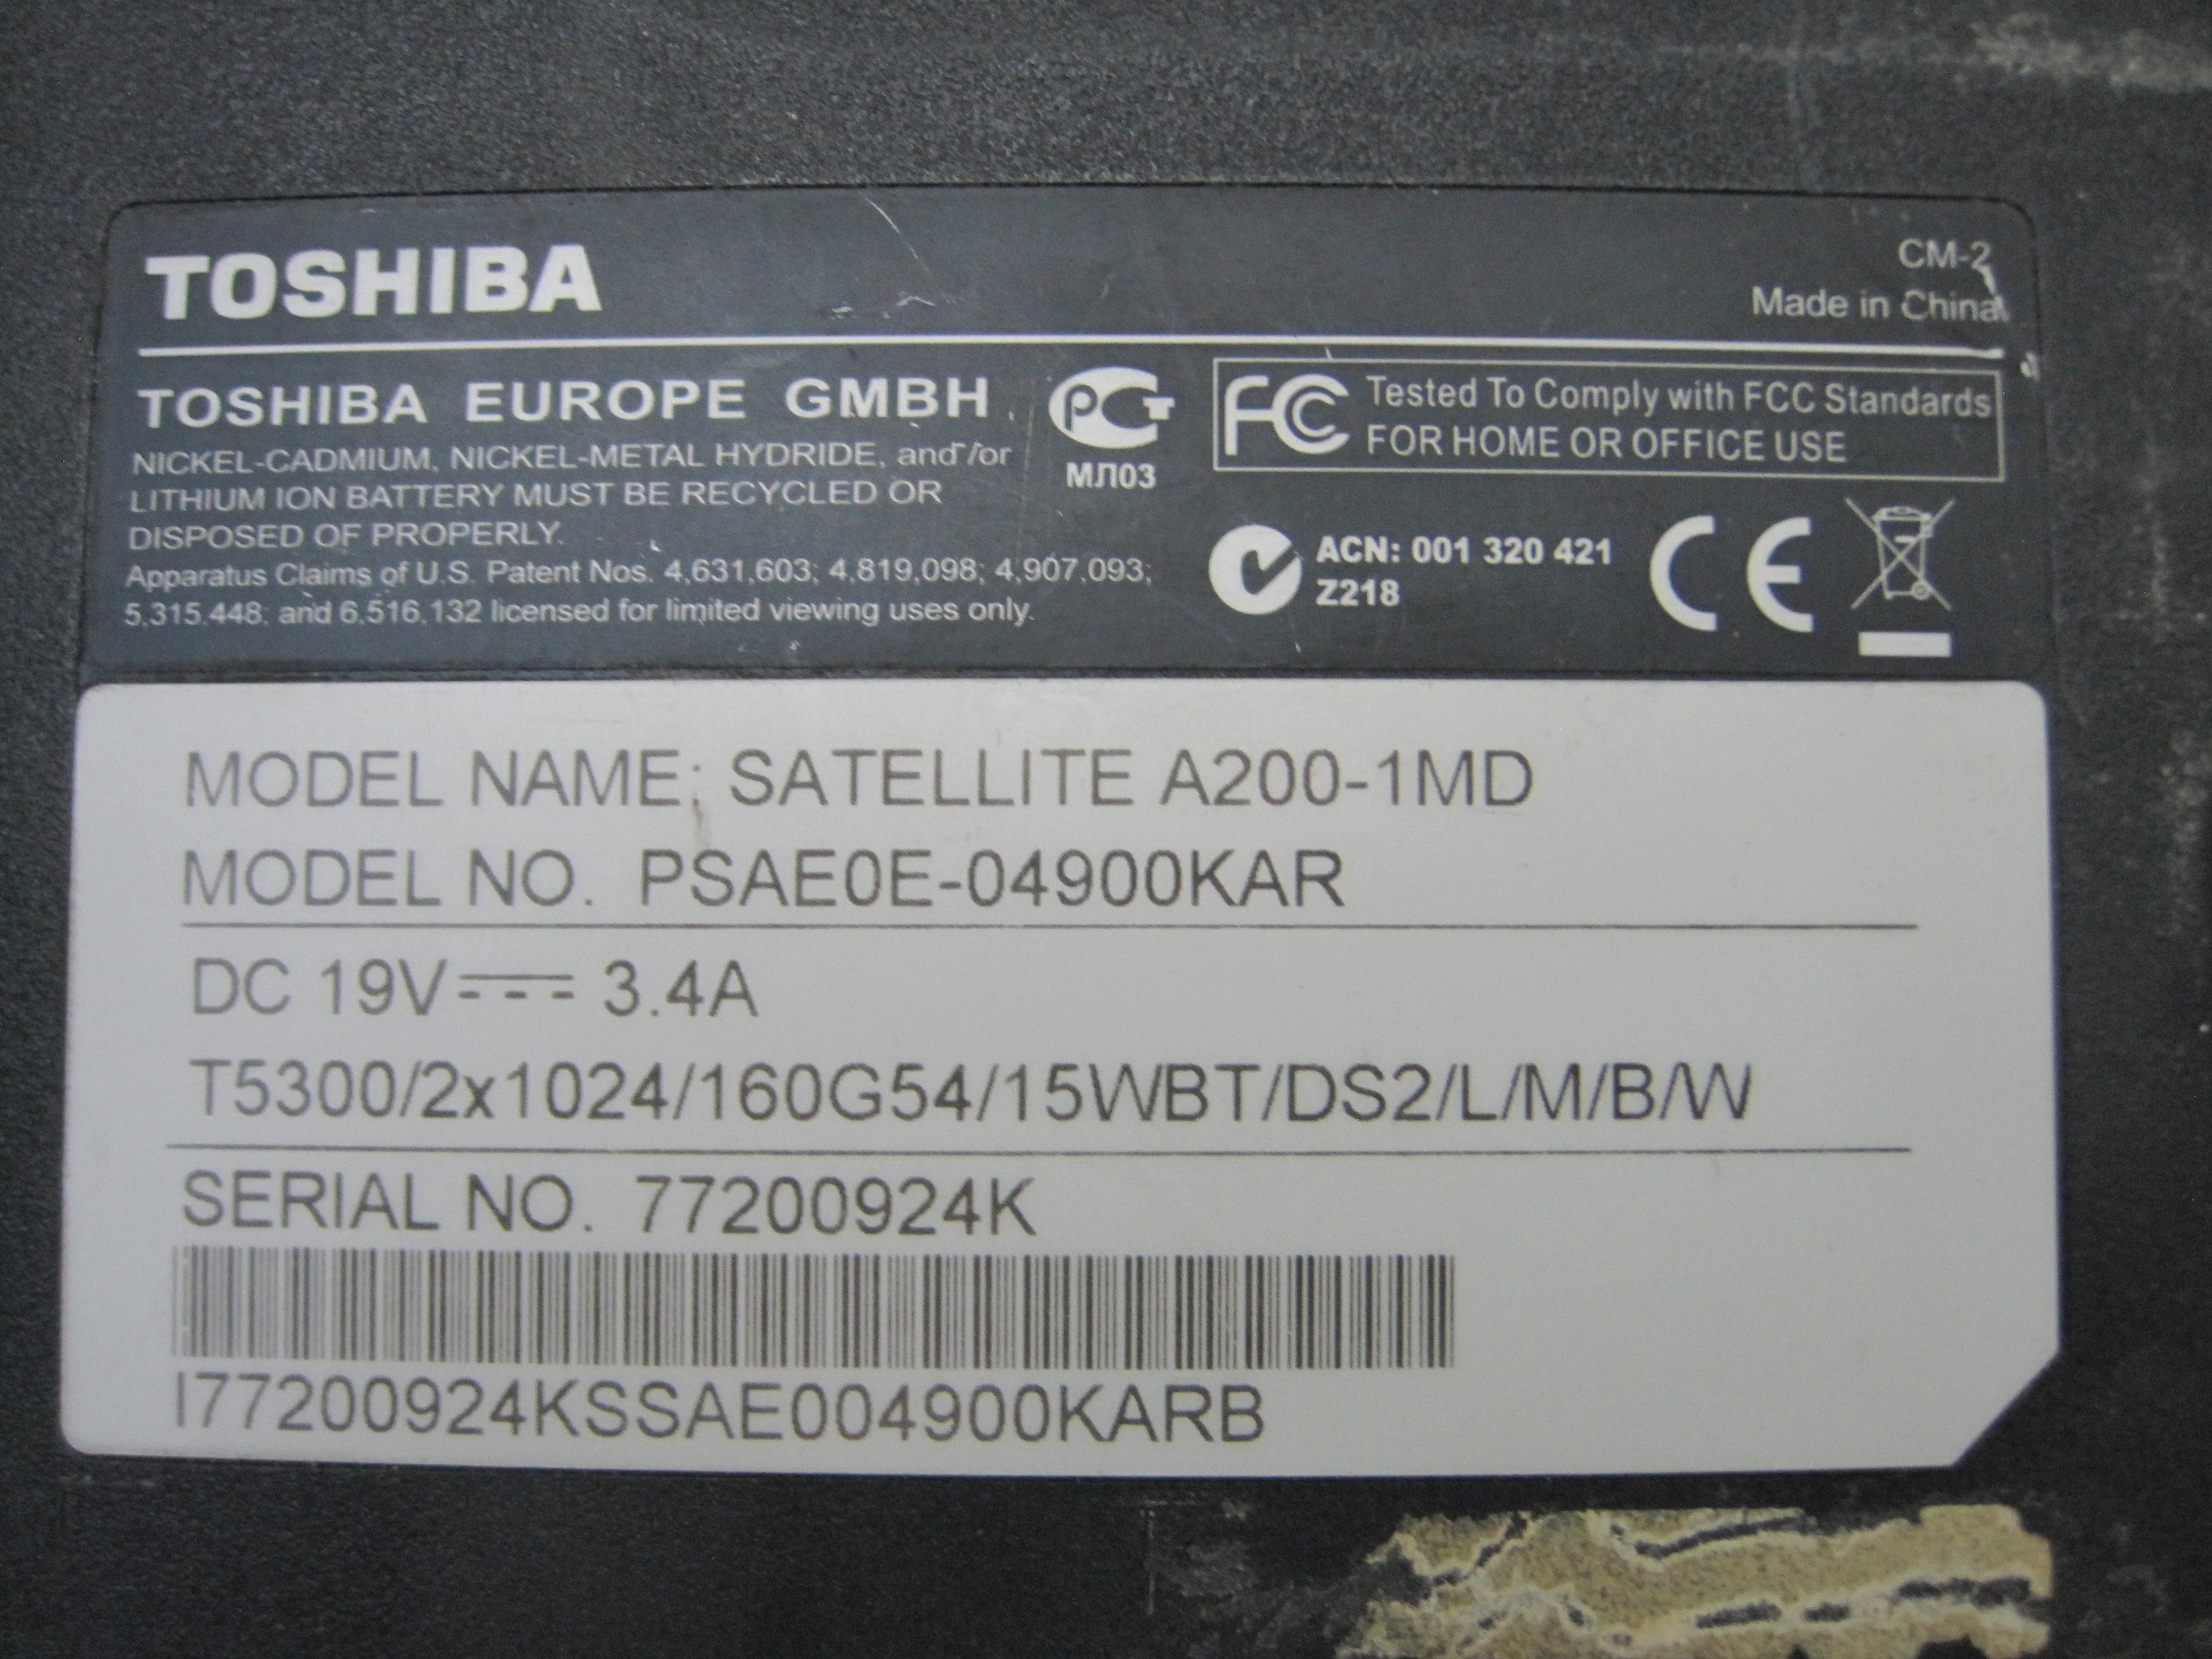 TOSHIBA
CM-2
Made in China
TOSHIBA EUROPE GMBH
NICKEL-CADMIUM, NICKEL-METAL HYDRIDE, and/or
LITHIUM ION BATTERY MUST BE RECYCLED OR
DISPOSED OF PROPERLY.
Apparatus Claims of U.S. Patent Nos. 4,631,603; 4,819,098; 4,907,093;
5,315,448; and 6,516,132 licensed for limited viewing uses only.
PCT
МЛ03
FC Tested To Comply with FCC Standards
FOR HOME OR OFFICE USE
ACN: 001 320 421
Z218
CE
MODEL NAME: SATELLITE A200-1MD
MODEL NO. PSAE0E-04900KAR
DC 19V 3.4A
T5300/2x1024/160G54/15WBT/DS2/L/M/B/W
SERIAL NO. 77200924K
I77200924KSSAE004900KARB